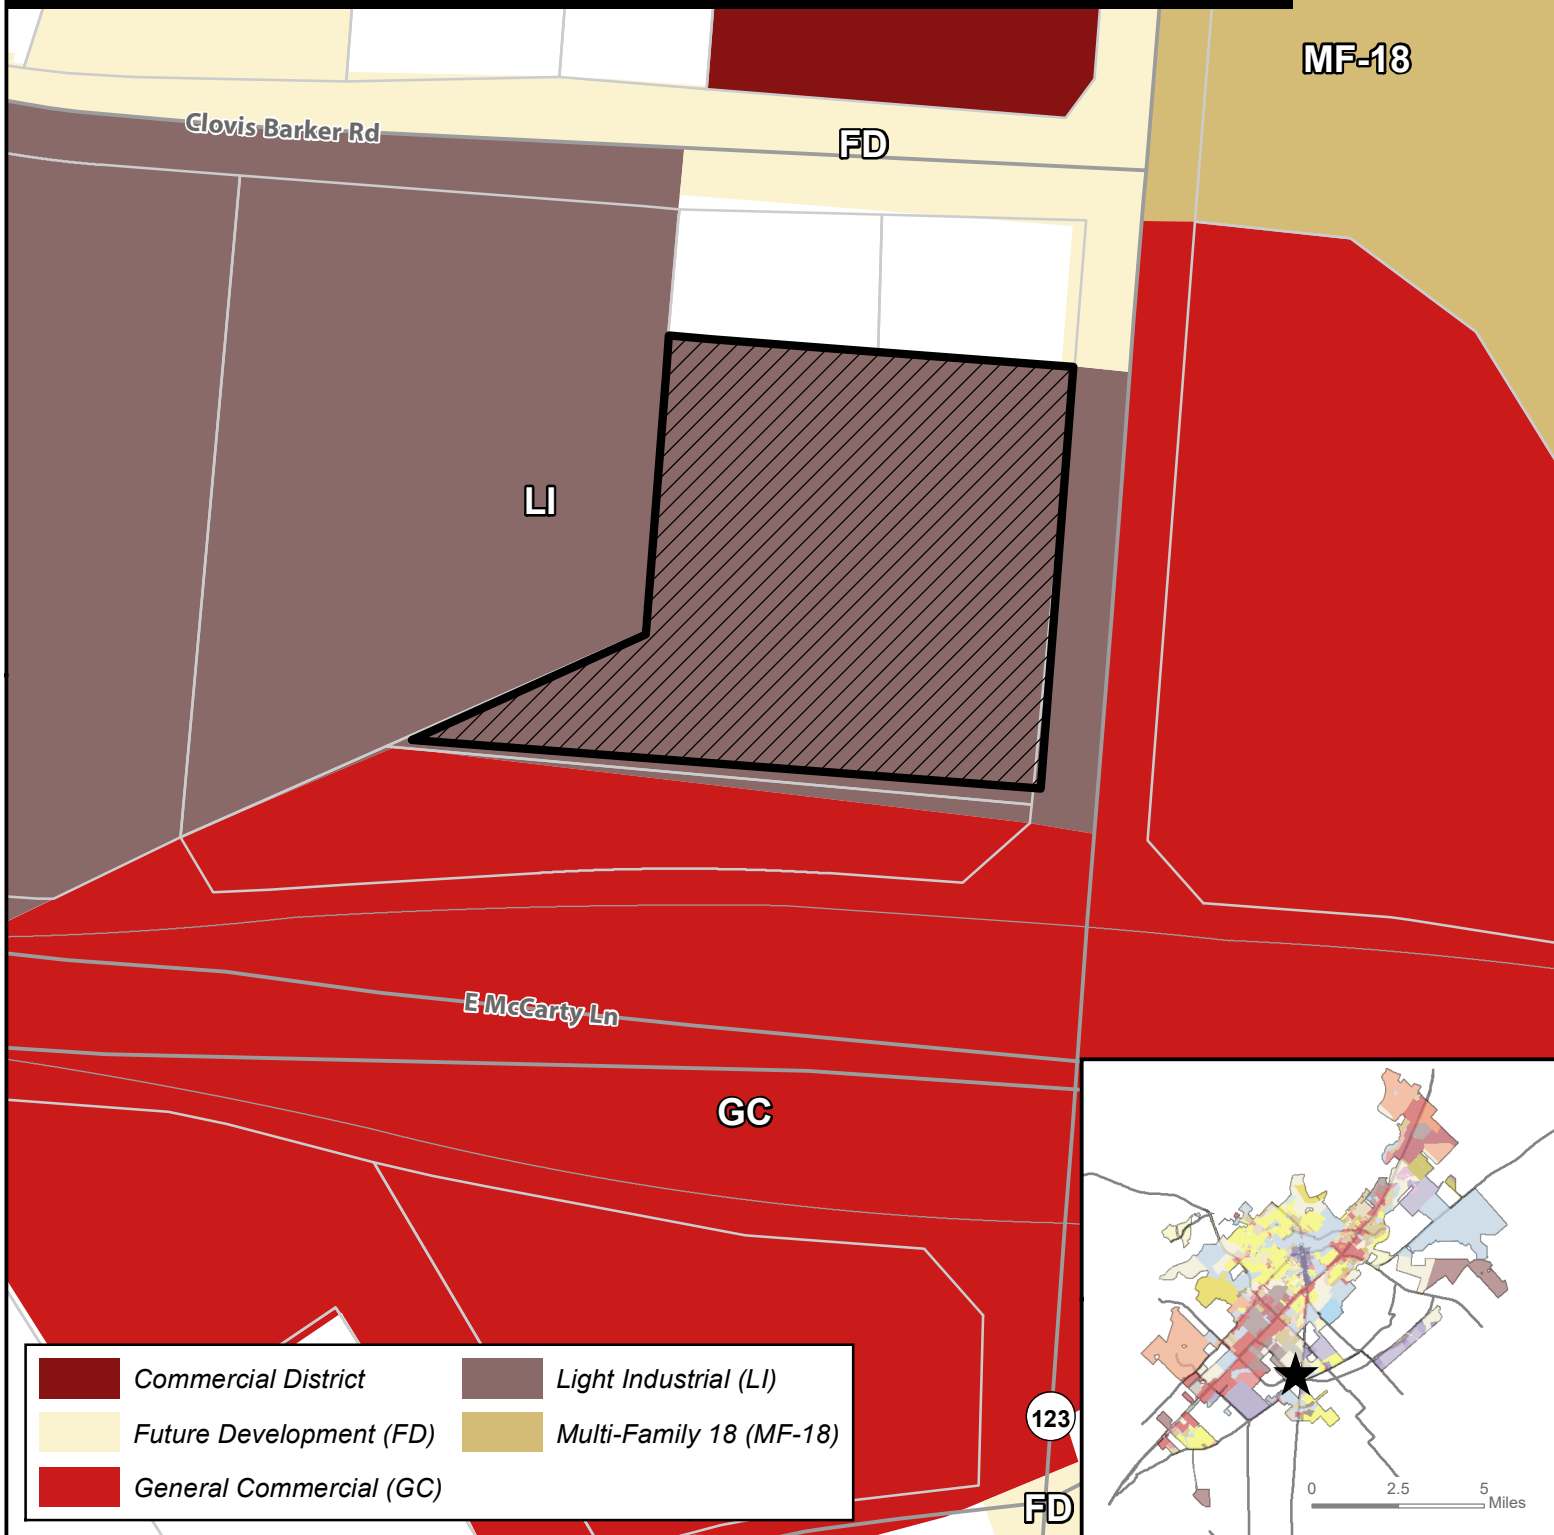 MF-18
Clovis Barker Rd
FD
LI
E McCarty Ln
GC
Commercial District
Light Industrial (LI)
Future Development (FD)
Multi-Family 18 (MF-18)
General Commercial (GC)
123
FD
0 2.5 5
Miles